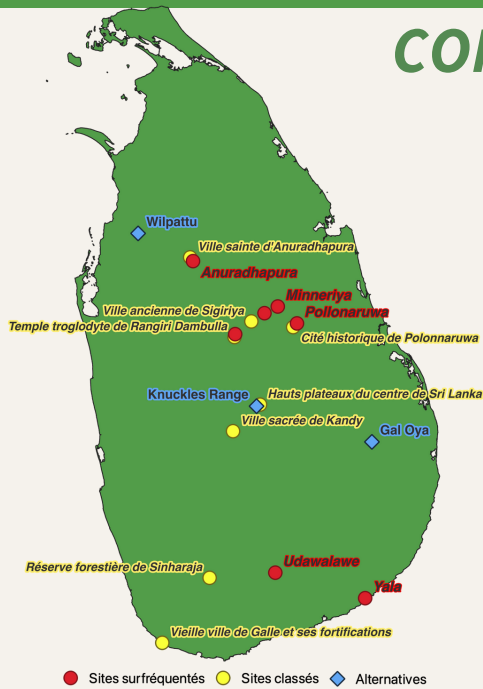 COI
Wilpattu
Ville sainte d'Anuradhapura
Anuradhapura
Minneriya
Ville ancienne de Sigiriya
Pollonaruwa
Temple troglodyte de Rangiri Dambulla
Cité historique de Polonnaruwa
Knuckles Range
Hauts plateaux du centre de Sri Lanka
Ville sacrée de Kandy
Gal Oya
Udawalawe
Réserve forestière de Sinharaja
Yala
Vieille ville de Galle et ses fortifications
Sites surfréquentés Sites classés Alternatives